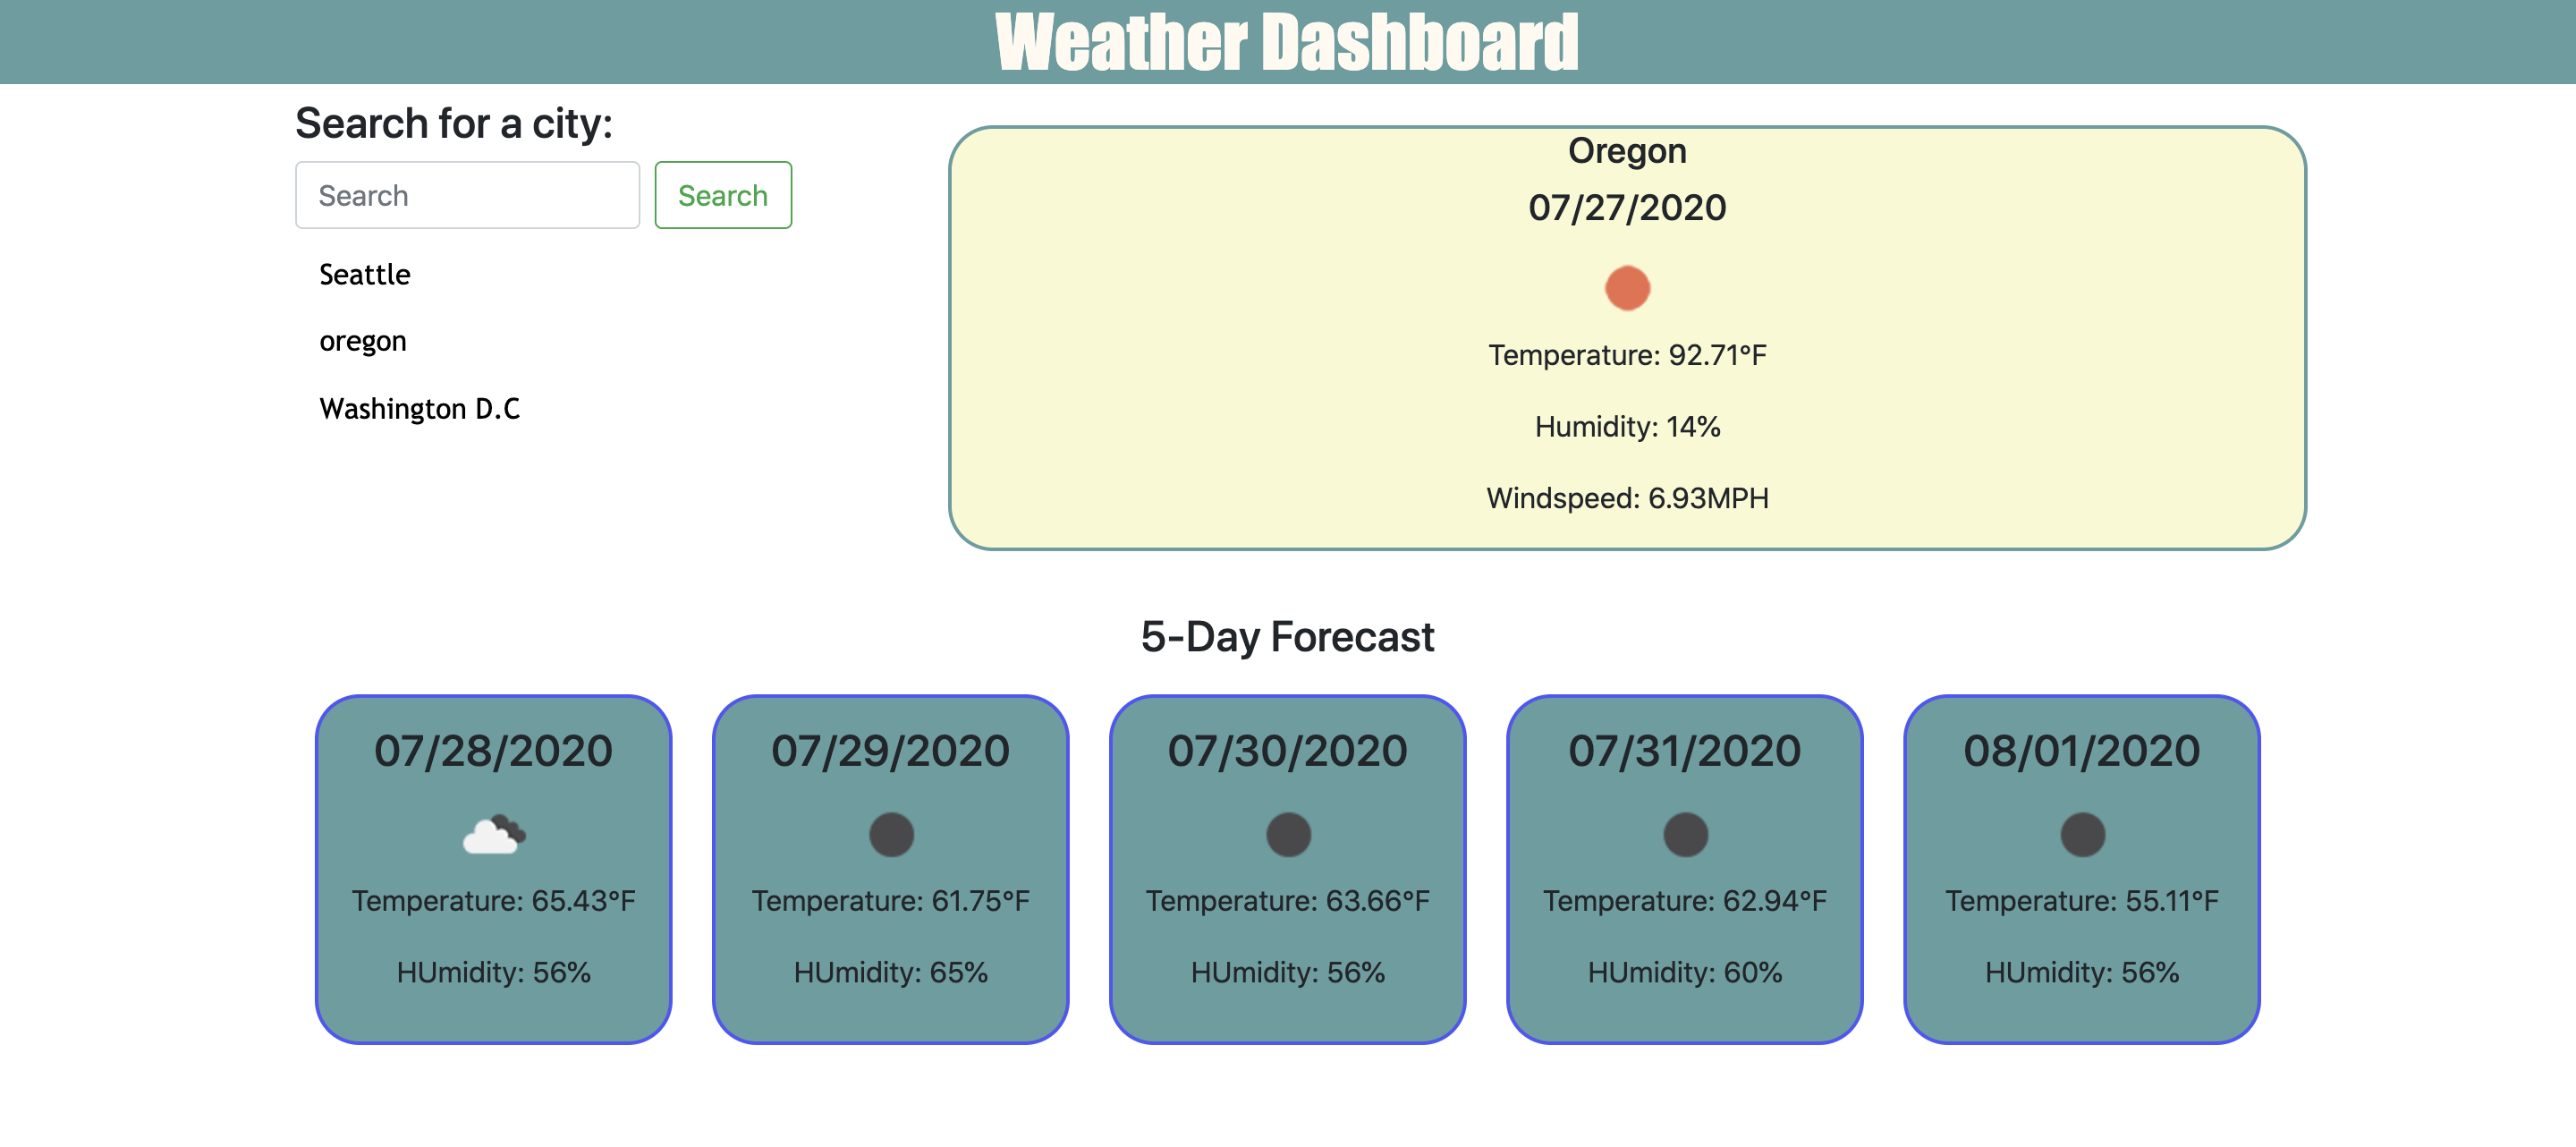 Weather Dashboard
Search for a city:
Search
Search
Seattle
oregon
Washington D.C
Oregon
07/27/2020
Temperature: 92.71°F
Humidity: 14%
Windspeed: 6.93MPH
5-Day Forecast
07/28/2020
Temperature: 65.43°F
HUmidity: 56%
07/29/2020
Temperature: 61.75°F
HUmidity: 65%
07/30/2020
Temperature: 63.66°F
HUmidity: 56%
07/31/2020
Temperature: 62.94°F
HUmidity: 60%
08/01/2020
Temperature: 55.11°F
HUmidity: 56%